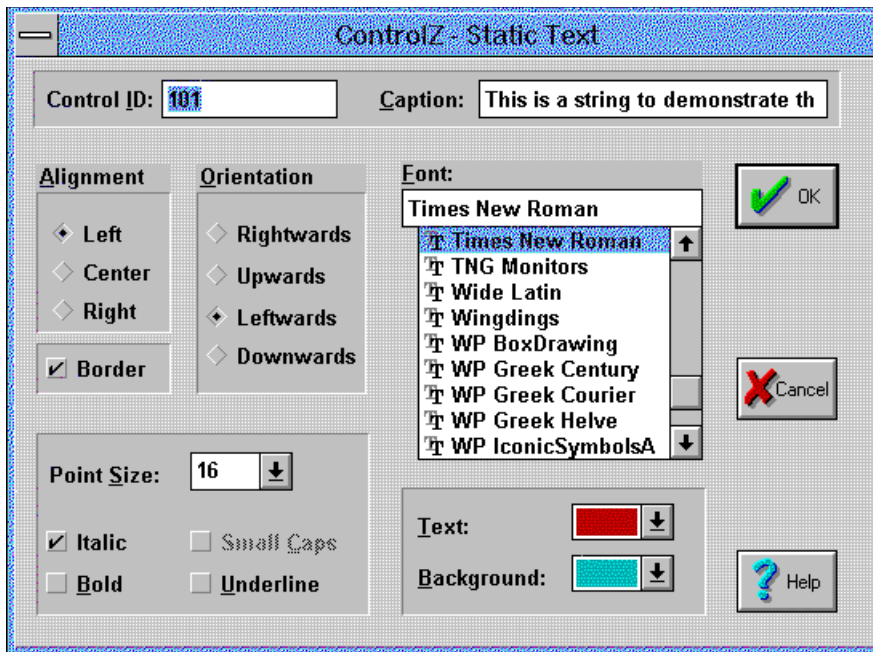 ControlZ - Static Text
Control ID: 101 Caption: This is a string to demonstrate th
Alignment
Left
Center
Right
Border
Orientation
Rightwards
Upwards
Leftwards
Downwards
Font:
Times New Roman
Times New Roman
TNG Monitors
Wide Latin
Wingdings
WP BoxDrawing
WP Greek Century
WP Greek Courier
WP Greek Helve
WP IconicSymbolsA
OK
Cancel
Help
Point Size: 16
Italic Small Caps
Bold Underline
Text:
Background: